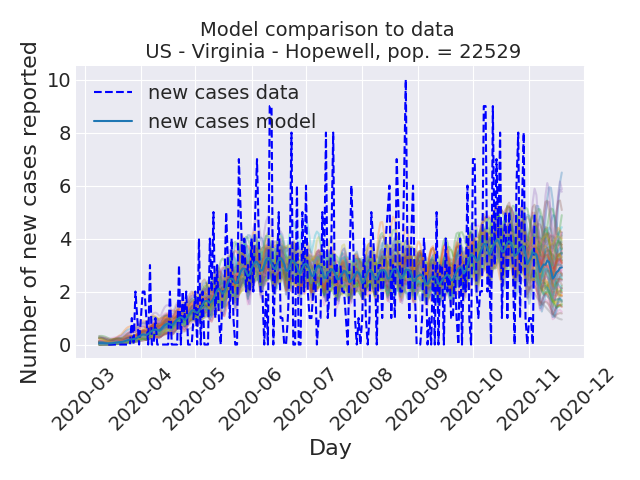 Model comparison to data
US - Virginia - Hopewell, pop. = 22529
Number of new cases reported
10
8
6
4
2
0
new cases data
new cases model
2020-03
2020-04
2020-05
2020-06
2020-07
2020-08
2020-09
2020-10
2020-11
2020-12
Day